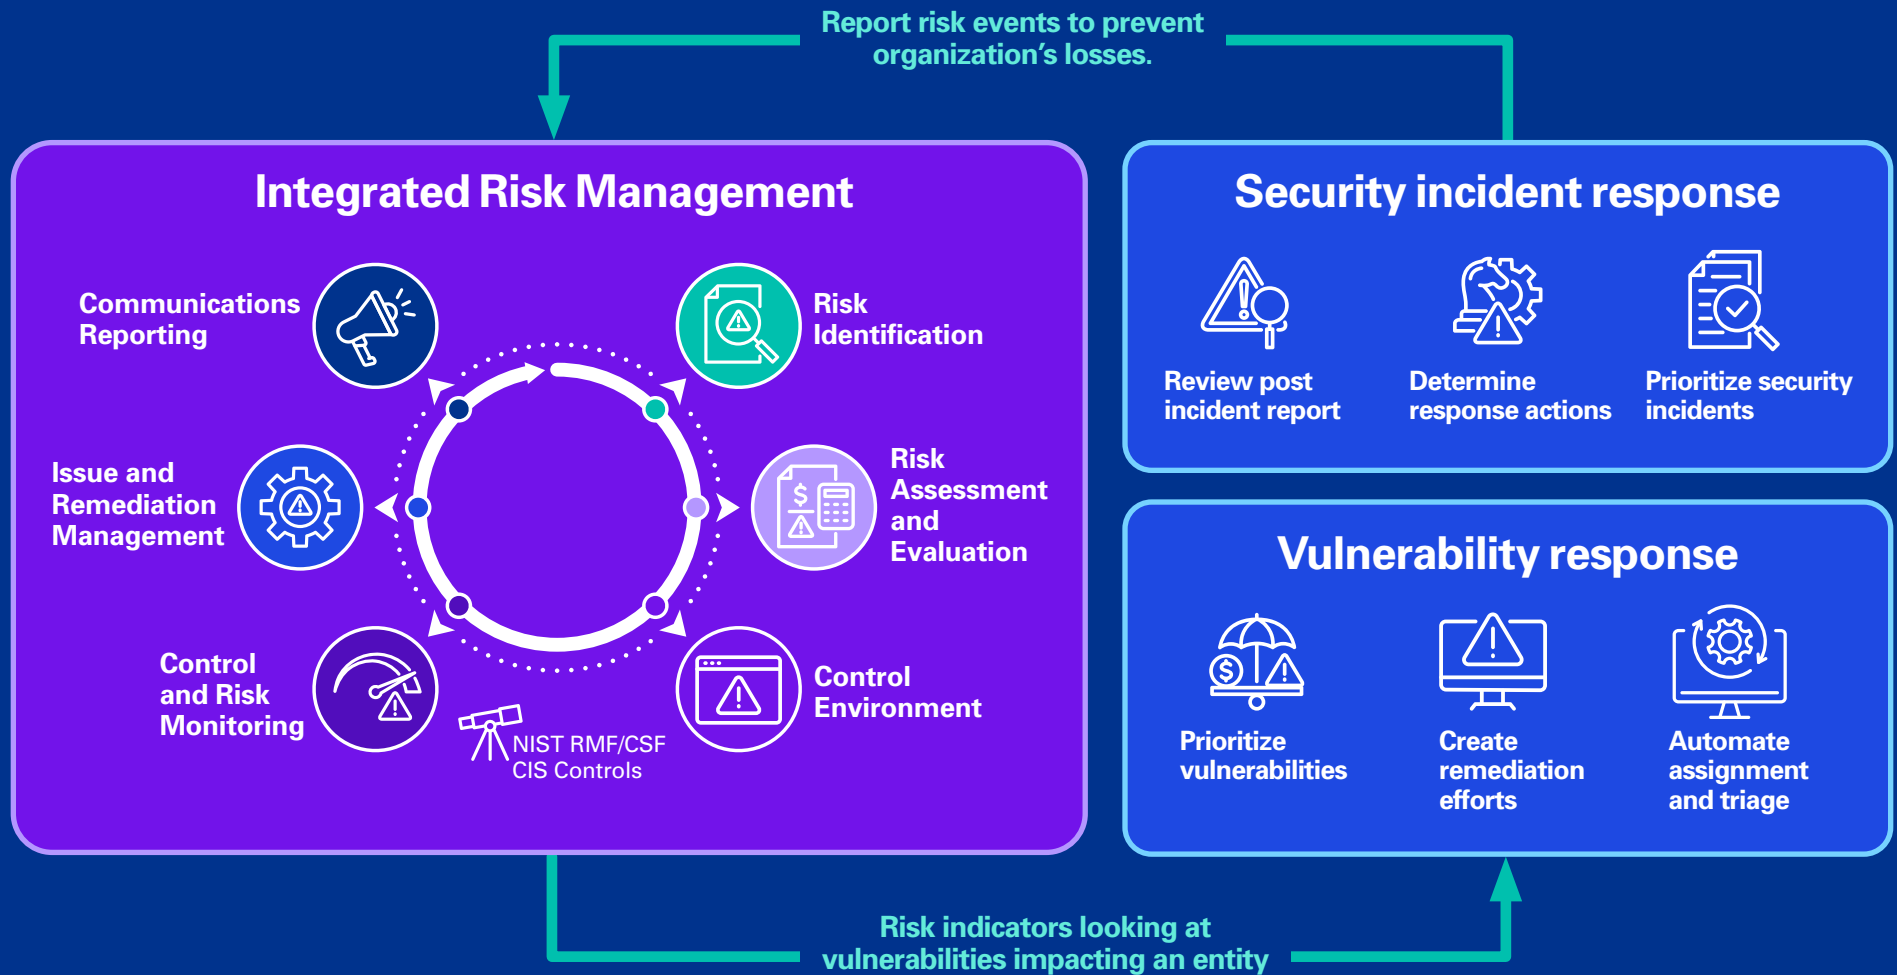 Report risk events to prevent
organization's losses.
Integrated Risk Management
Communications
Reporting
Risk
Identification
Issue and
Remediation
Management
Risk
Assessment
and
Evaluation
Control
and Risk
Monitoring
NIST RMF/CSF
CIS Controls
Control
Environment
Security incident response
Review post
incident report
Determine
response actions
Prioritize security
incidents
Vulnerability response
Prioritize
vulnerabilities
Create
remediation
efforts
Automate
assignment
and triage
Risk indicators looking at
vulnerabilities impacting an entity